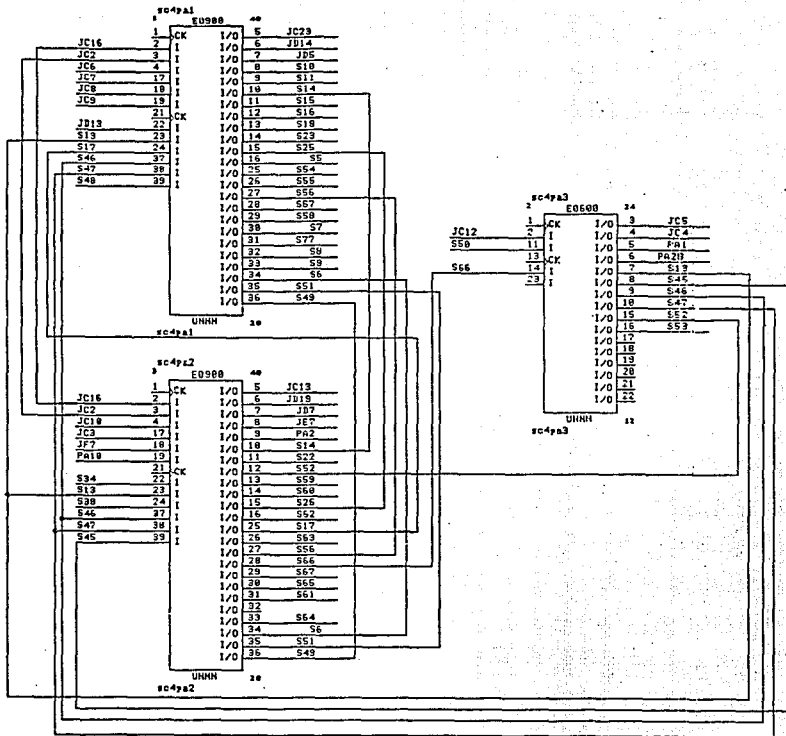 sc4pa1
E0900
40
1 CK I/O 5 JC23
JC16 2 I I/O 6 JD14
JC2 3 I I/O 7 JD5
JC6 4 I I/O 8 S10
JC7 17 I I/O 9 S11
JC8 18 I I/O 10 S14
JC9 19 I I/O 11 S15
21 CK I/O 12 S16
JD13 22 I I/O 13 S18
S13 23 I I/O 14 S23
S17 24 I I/O 15 S25
S46 37 I I/O 16 S5
S47 38 I I/O 25 S54
S48 39 I I/O 26 S55
I/O 27 S56
I/O 28 S57
I/O 29 S58
I/O 30 S7
I/O 31 S77
I/O 32 S8
I/O 33 S9
I/O 34 S6
I/O 35 S51
I/O 36 S49
UNNN 20
sc4pa1
sc4pa2
E0900
40
1 CK I/O 5 JC13
JC16 2 I I/O 6 JD19
JC2 3 I I/O 7 JD7
JC10 4 I I/O 8 JE7
JC3 17 I I/O 9 PA2
JF7 18 I I/O 10 S14
PA10 19 I I/O 11 S22
21 CK I/O 12 S52
S34 22 I I/O 13 S59
S13 23 I I/O 14 S60
S38 24 I I/O 15
S46 37 I I/O 16
S47 38 I I/O 25 S17
S45 39 I I/O 26 S63
I/O 27 S56
I/O 28 S66
I/O 29 S67
I/O 30 S65
I/O 31 S61
I/O 32
I/O 33 S64
I/O 34 S6
I/O 35 S51
I/O 36 S49
UNNN 20
sc4pa2
sc4pa3
2 E0600 24
1 CK I/O 3 JC5
JC12 2 I I/O 4 JC4
S50 11 I I/O 5 PA1
13 CK I/O 6
S66 14 I I/O 7 S13
23 I I/O 8 S45
I/O 9 S46
I/O 10 S47
I/O 15 S52
I/O 16 S53
I/O 17
I/O 18
I/O 19
I/O 20
I/O 21
I/O 22
UNNN 12
sc4pa3